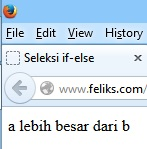 File Edit View History
Seleksi if-else ×
www.feliks.com/
a lebih besar dari b